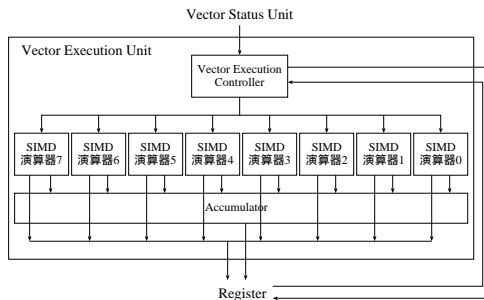 Vector Status Unit
Vector Execution Unit
Vector Execution
Controller
SIMD
演算器7
SIMD
演算器6
SIMD
演算器5
SIMD
演算器4
SIMD
演算器3
SIMD
演算器2
SIMD
演算器1
SIMD
演算器0
Accumulator
Register